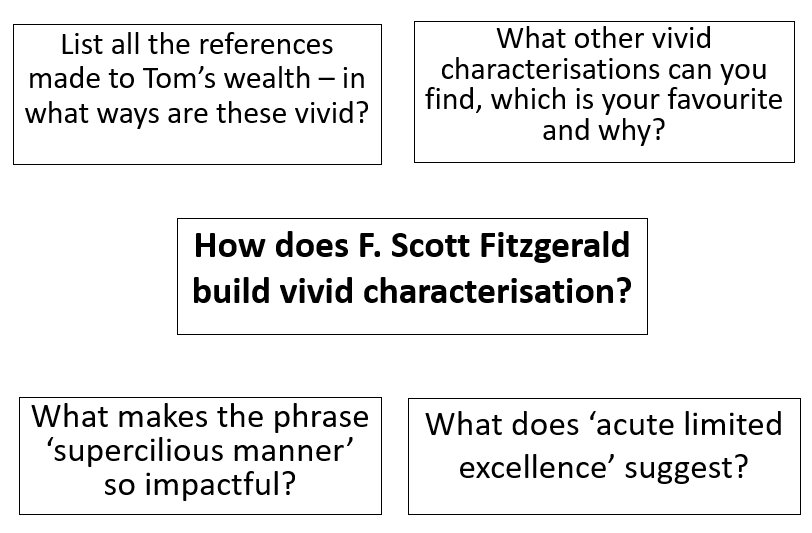 List all the references
made to Tom’s wealth – in
what ways are these vivid?
What other vivid
characterisations can you
find, which is your favourite
and why?
How does F. Scott Fitzgerald
build vivid characterisation?
What makes the phrase
‘supercilious manner’
so impactful?
What does ‘acute limited
excellence’ suggest?